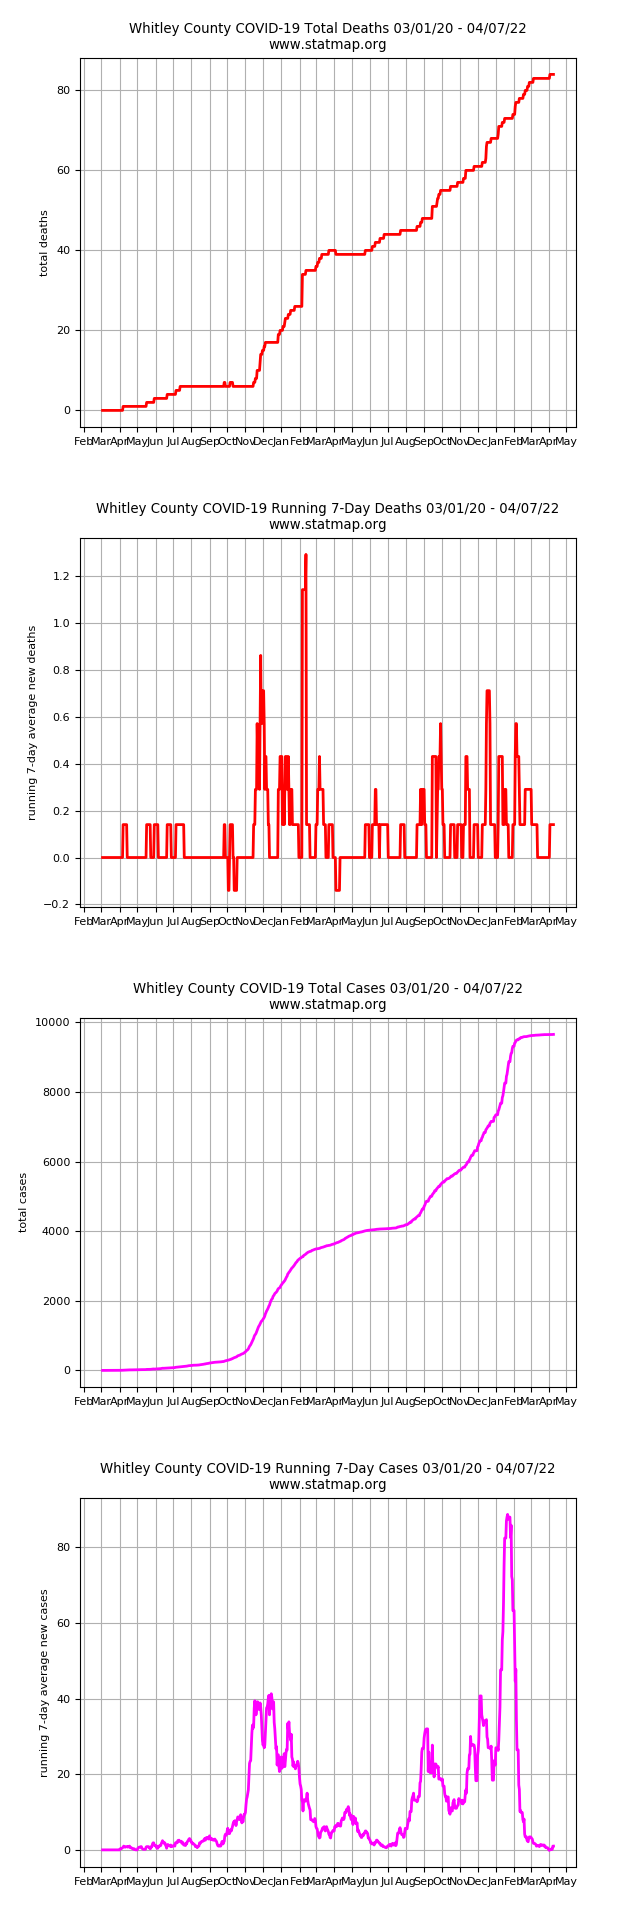 Whitley County COVID-19 Total Deaths 03/01/20 - 04/07/22
www.statmap.org
total deaths
80
60
40
20
0
Feb Mar Apr May Jun Jul Aug Sep Oct Nov Dec Jan Feb Mar Apr May Jun Jul Aug Sep Oct Nov Dec Jan Feb Mar Apr May
Whitley County COVID-19 Running 7-Day Deaths 03/01/20 - 04/07/22
www.statmap.org
running 7-day average new deaths
1.2
1.0
0.8
0.6
0.4
0.2
0.0
−0.2
Feb Mar Apr May Jun Jul Aug Sep Oct Nov Dec Jan Feb Mar Apr May Jun Jul Aug Sep Oct Nov Dec Jan Feb Mar Apr May
Whitley County COVID-19 Total Cases 03/01/20 - 04/07/22
www.statmap.org
total cases
10000
8000
6000
4000
2000
0
Feb Mar Apr May Jun Jul Aug Sep Oct Nov Dec Jan Feb Mar Apr May Jun Jul Aug Sep Oct Nov Dec Jan Feb Mar Apr May
Whitley County COVID-19 Running 7-Day Cases 03/01/20 - 04/07/22
www.statmap.org
running 7-day average new cases
80
60
40
20
0
Feb Mar Apr May Jun Jul Aug Sep Oct Nov Dec Jan Feb Mar Apr May Jun Jul Aug Sep Oct Nov Dec Jan Feb Mar Apr May